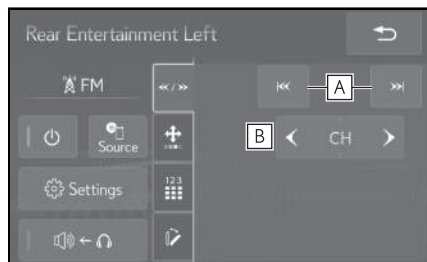 Rear Entertainment Left
FM
A
Source
B
CH
123
Settings